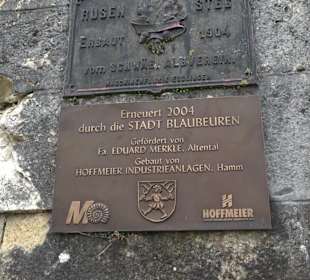 RUSEN STEG
ERBAUT 1904
VOM SCHWÄB. ALBVEREIN
Erneuert 2004
durch die STADT BLAUBEUREN
Gefördert von
Fa. EDUARD MERKLE, Altental
Gebaut von
HOFFMEIER INDUSTRIEANLAGEN, Hamm
M
H
HOFFMEIER